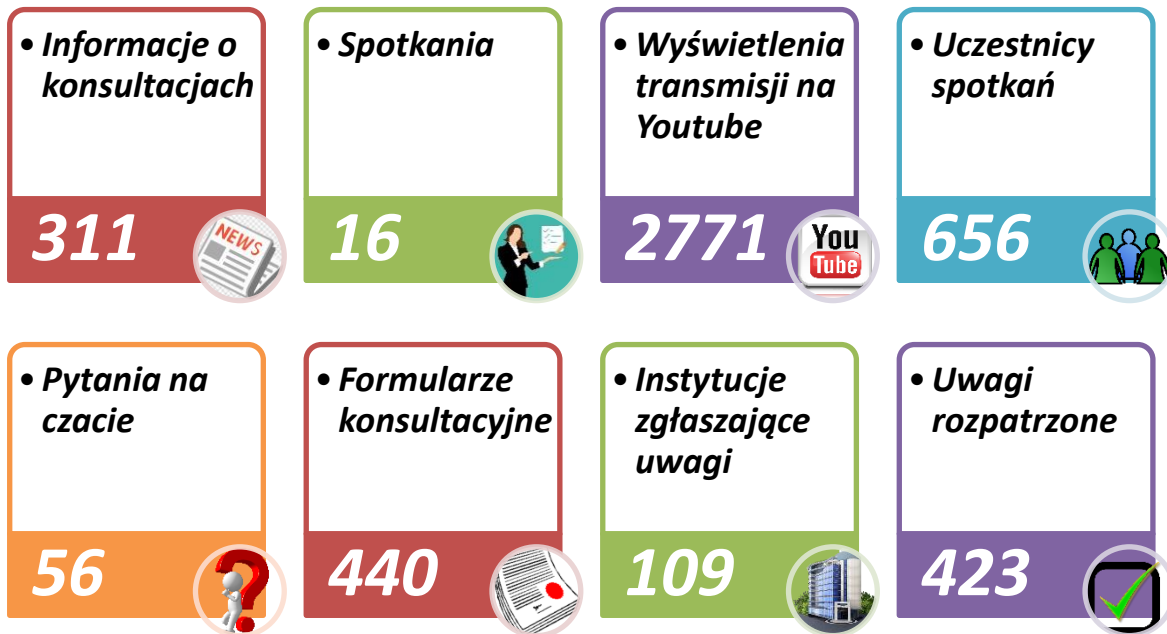 • Informacje o
konsultacjach
311
NEWS
• Spotkania
16
• Wyświetlenia
transmisji na
Youtube
2771
You
Tube
• Uczestnicy
spotkań
656
• Pytania na
czacie
56
?
• Formularze
konsultacyjne
440
• Instytucje
zgłaszające
uwagi
109
• Uwagi
rozpatrzone
423